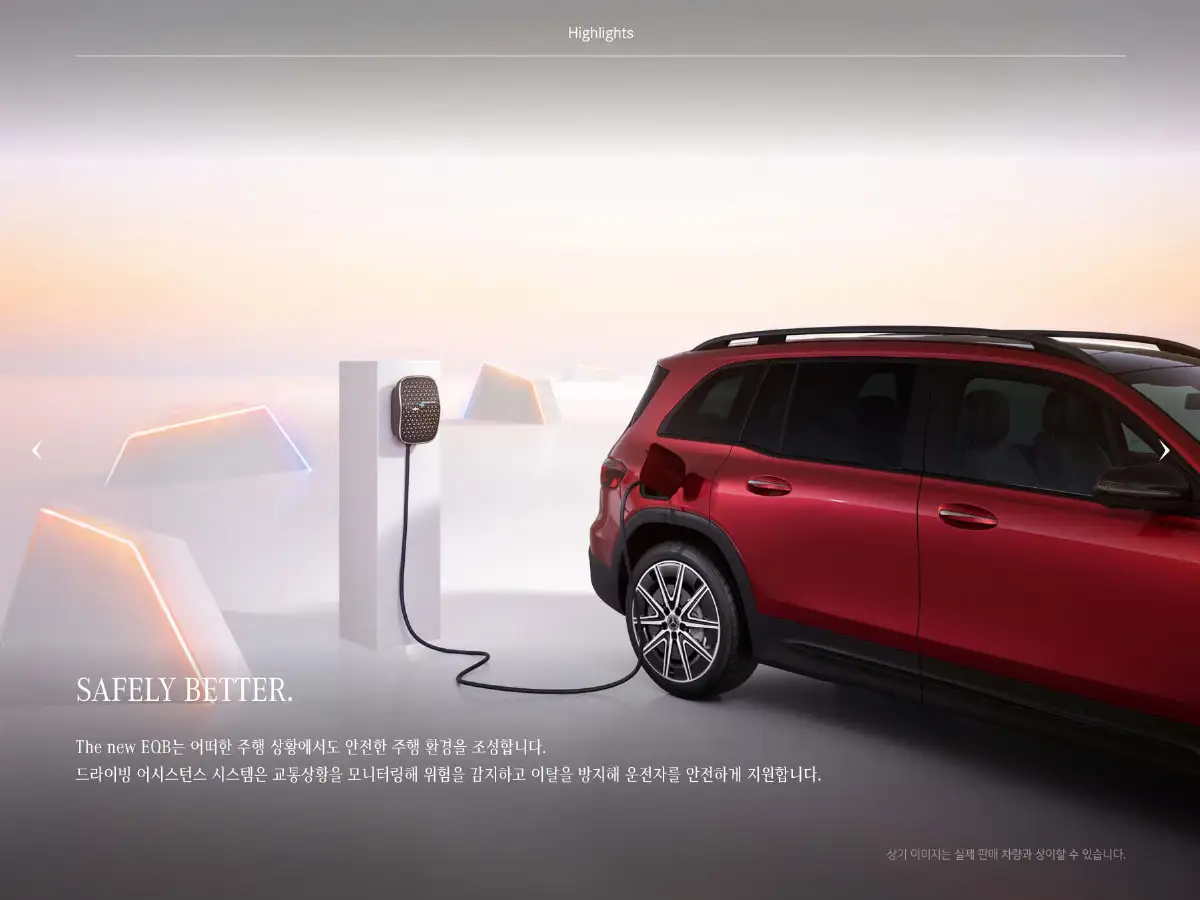 Highlights
SAFELY BETTER.
The new EQB는 어떠한 주행 상황에서도 안전한 주행 환경을 조성합니다.
드라이빙 어시스턴스 시스템은 교통상황을 모니터링해 위험을 감지하고 이탈을 방지해 운전자를 안전하게 지원합니다.
상기 이미지는 실제 판매 차량과 상이할 수 있습니다.